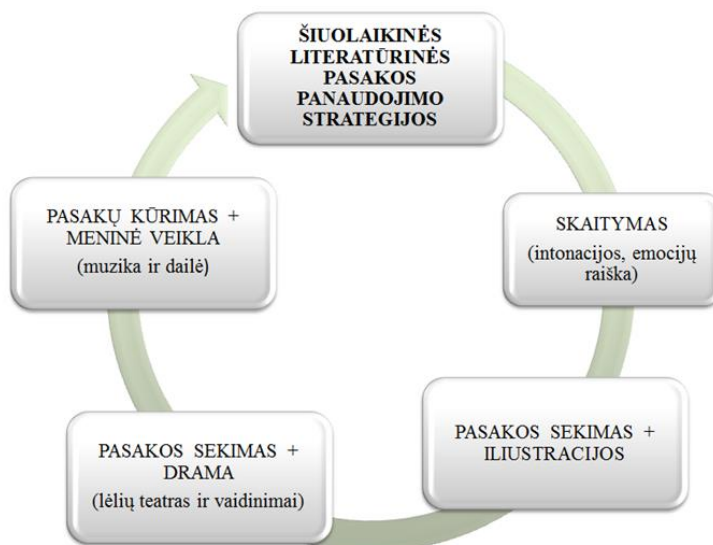 ŠIUOLAIKINĖS
LITERATŪRINĖS
PASAKOS
PANAUDOJIMO
STRATEGIJOS
SKAITYMAS
(intonacijos, emocijų
raiška)
PASAKOS SEKIMAS +
ILIUSTRACIJOS
PASAKOS SEKIMAS +
DRAMA
(lėlių teatras ir vaidinimai)
PASAKŲ KŪRIMAS +
MENINĖ VEIKLA
(muzika ir dailė)